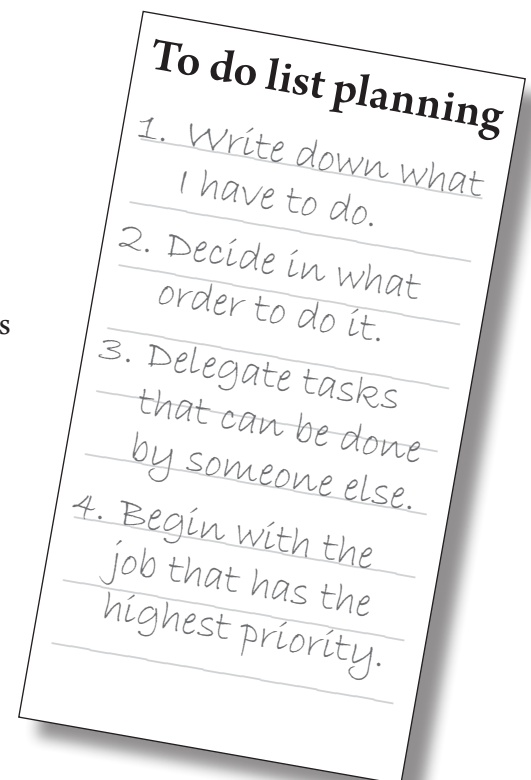 To do list planning
1. Write down what
I have to do.
2. Decide in what
order to do it.
s
3. Delegate tasks
that can be done
by someone else.
4. Begin with the
job that has the
highest priority.